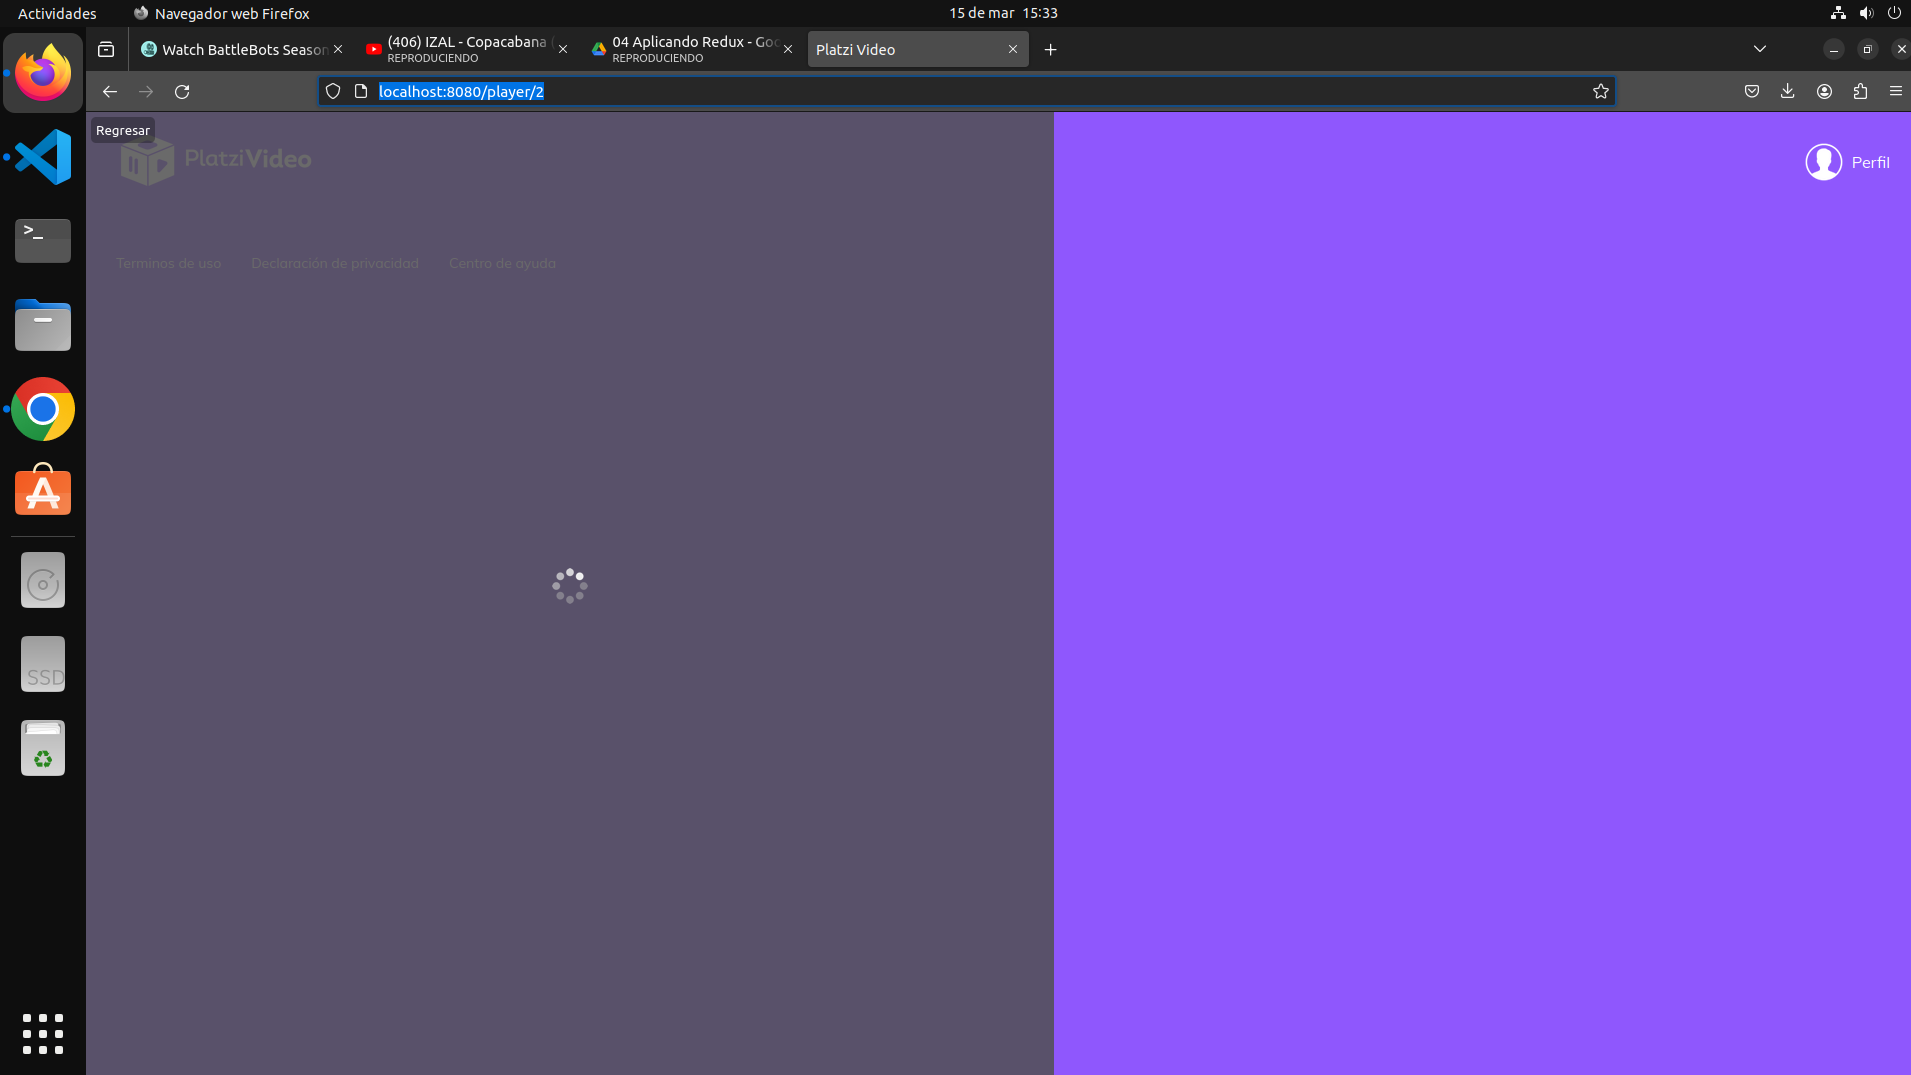 Actividades Navegador web Firefox 15 de mar 15:33
Watch BattleBots Season
(406) IZAL - Copacabana (
REPRODUCIENDO
04 Aplicando Redux - Goo
REPRODUCIENDO
Platzi Video
localhost:8080/player/2
Regresar
PlatziVideo
Perfil
Terminos de uso Declaración de privacidad Centro de ayuda
>_
SSD